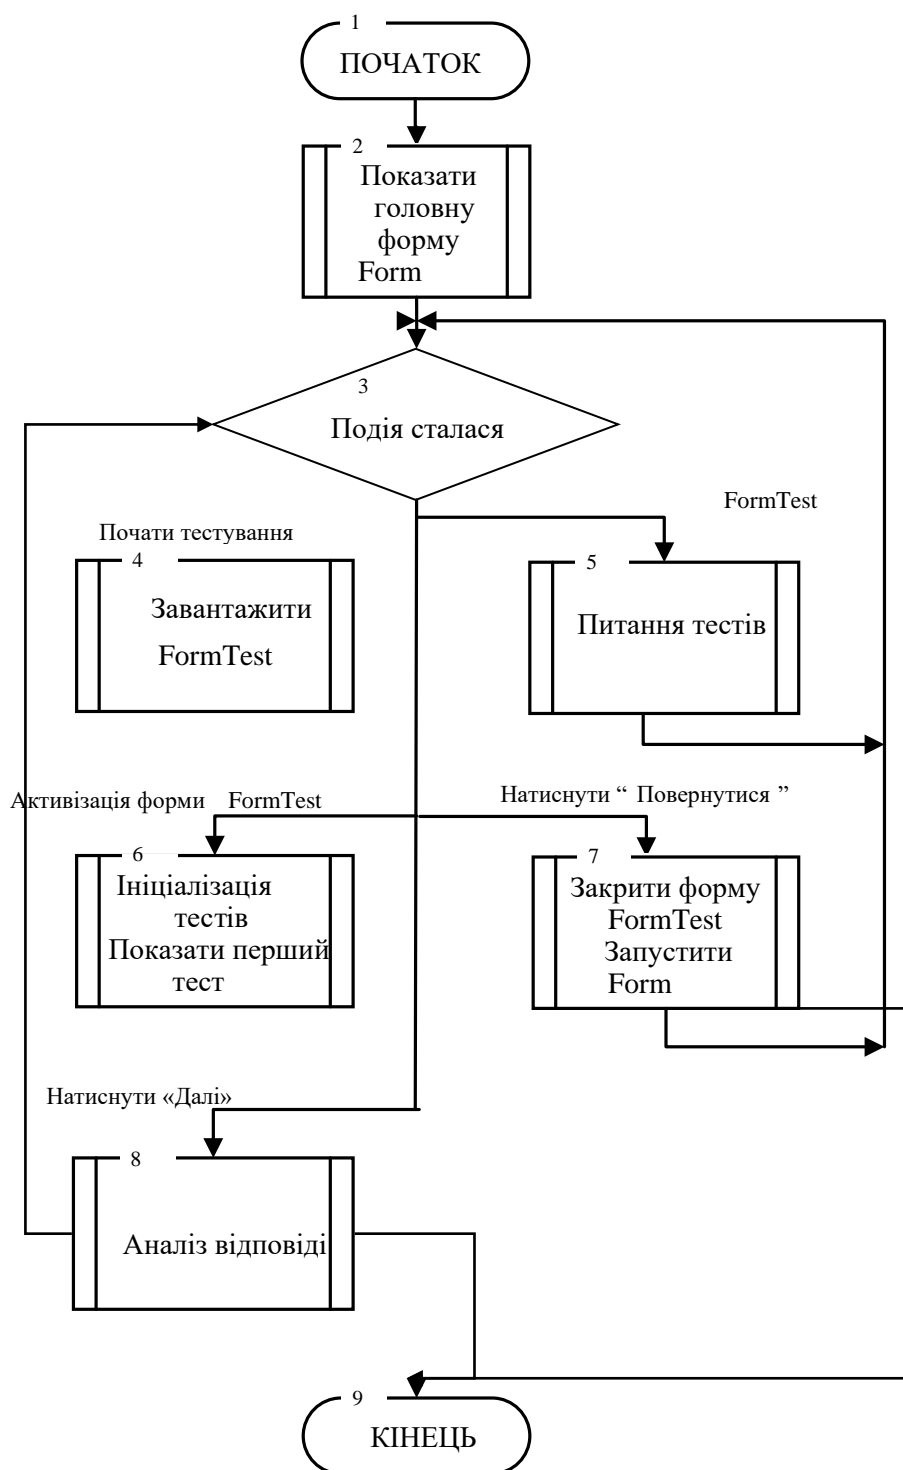 1
ПОЧАТОК
2
Показати
головну
форму
Form
3
Подія сталася
FormTest
Почати тестування
4
Завантажити
FormTest
5
Питання тестів
Активізація форми FormTest
Натиснути “ Повернутися ”
6
Ініціалізація
тестів
Показати перший
тест
7
Закрити форму
FormTest
Запустити
Form
Натиснути «Далі»
8
Аналіз відповіді
9
КІНЕЦЬ